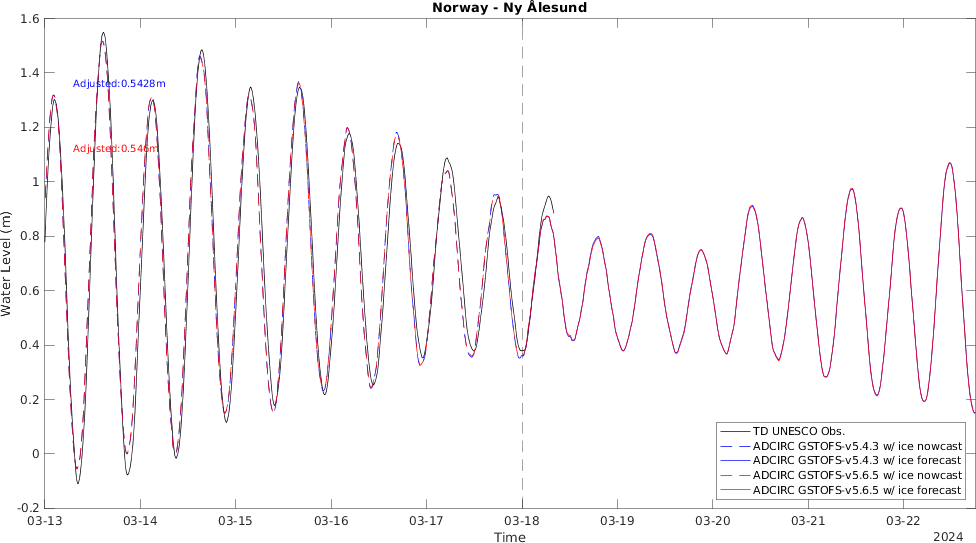 Norway - Ny Ålesund
Water Level (m)
1.6
1.4
1.2
1
0.8
0.6
0.4
0.2
0
-0.2
Adjusted:0.5428m
Adjusted:0.546m
TD UNESCO Obs.
ADCIRC GSTOFS-v5.4.3 w/ ice nowcast
ADCIRC GSTOFS-v5.4.3 w/ ice forecast
ADCIRC GSTOFS-v5.6.5 w/ ice nowcast
ADCIRC GSTOFS-v5.6.5 w/ ice forecast
03-13 03-14 03-15 03-16 03-17 03-18 03-19 03-20 03-21 03-22
Time
2024